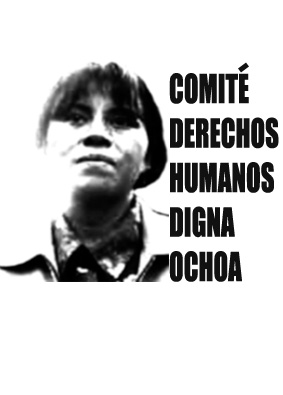 COMITÉ
DERECHOS
HUMANOS
DIGNA
OCHOA